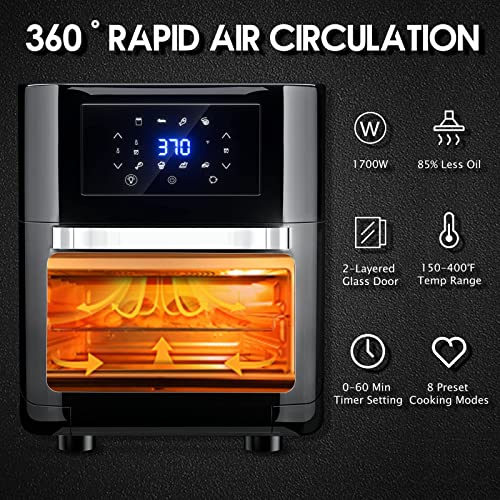 360° RAPID AIR CIRCULATION
370
W
1700W
85% Less Oil
2-Layered
Glass Door
150-400°F
Temp Range
0-60 Min
Timer Setting
8 Preset
Cooking Modes